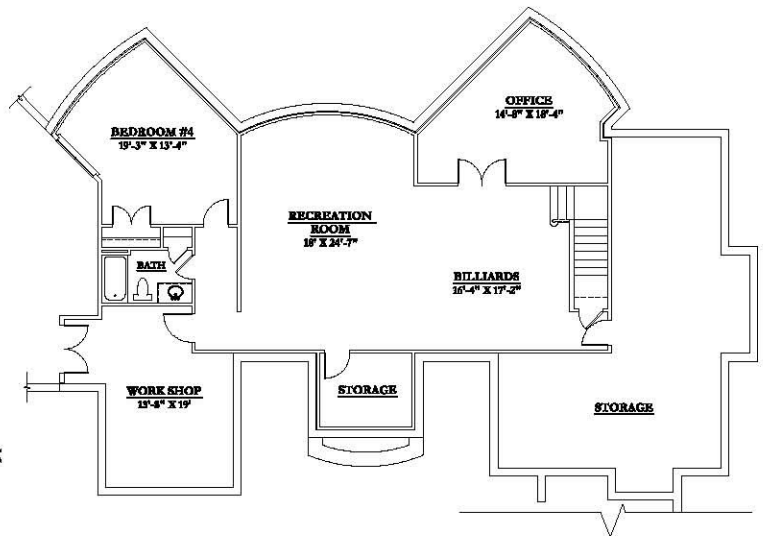 OFFICE
14'-8" X 18'-4"
BEDROOM #4
19'-3" X 13'-4"
RECREATION
ROOM
18' X 24'-7"
BATH
BILLIARDS
16'-4" X 17'-2"
WORK SHOP
13'-8" X 19'
STORAGE
STORAGE